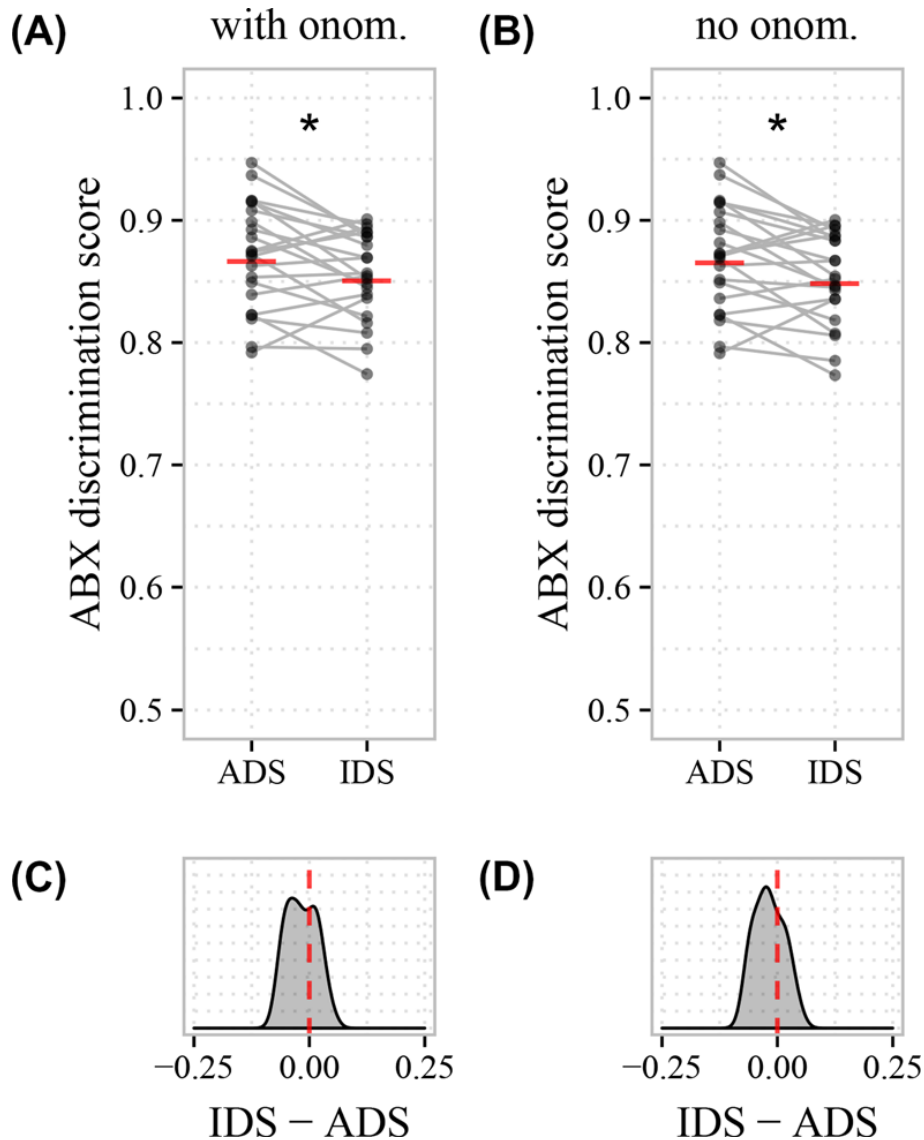 (A) with onom.
ABX discrimination score
1.0
0.9
0.8
0.7
0.6
0.5
*
ADS IDS
(B) no onom.
ABX discrimination score
1.0
0.9
0.8
0.7
0.6
0.5
*
ADS IDS
(C)
−0.25 0.00 0.25
IDS − ADS
(D)
−0.25 0.00 0.25
IDS − ADS